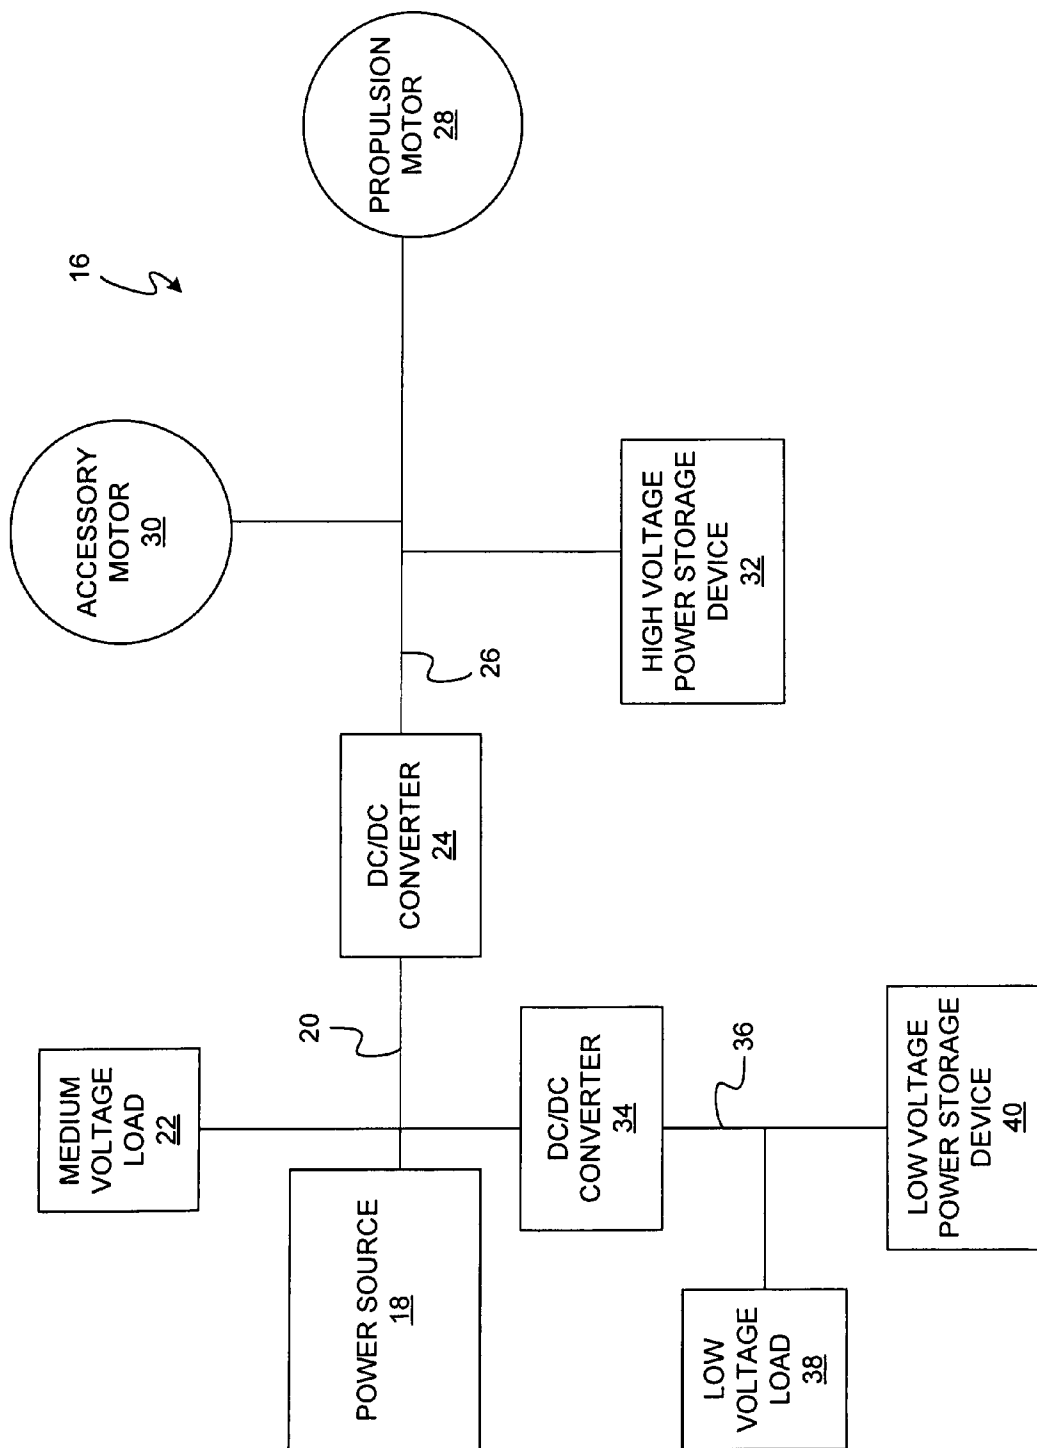 16
ACCESSORY
MOTOR
30
PROPULSION
MOTOR
28
MEDIUM
VOLTAGE
LOAD
22
20
DC/DC
CONVERTER
24
26
POWER SOURCE
18
DC/DC
CONVERTER
34
HIGH VOLTAGE
POWER STORAGE
DEVICE
32
36
LOW
VOLTAGE
LOAD
38
LOW VOLTAGE
POWER STORAGE
DEVICE
40